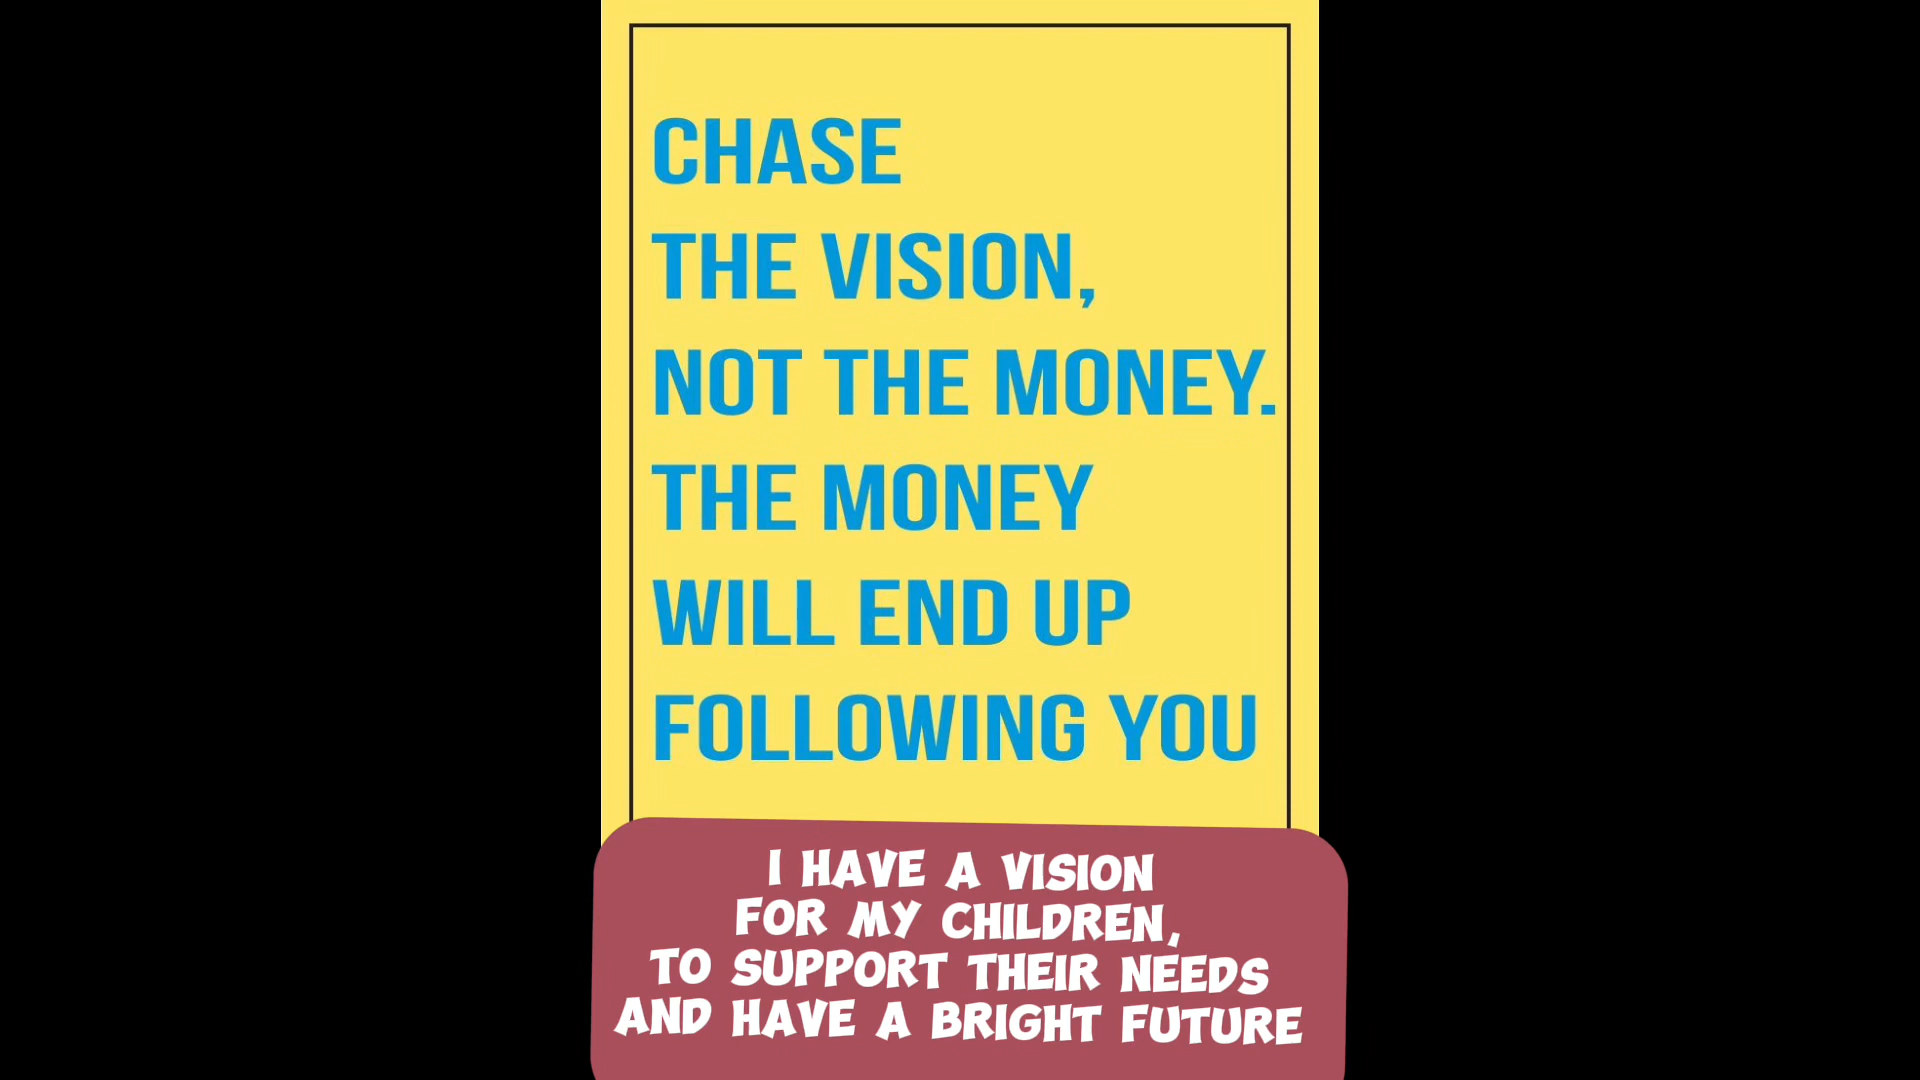 CHASE
THE VISION,
NOT THE MONEY.
THE MONEY
WILL END UP
FOLLOWING YOU
I HAVE A VISION
FOR MY CHILDREN,
TO SUPPORT THEIR NEEDS
AND HAVE A BRIGHT FUTURE